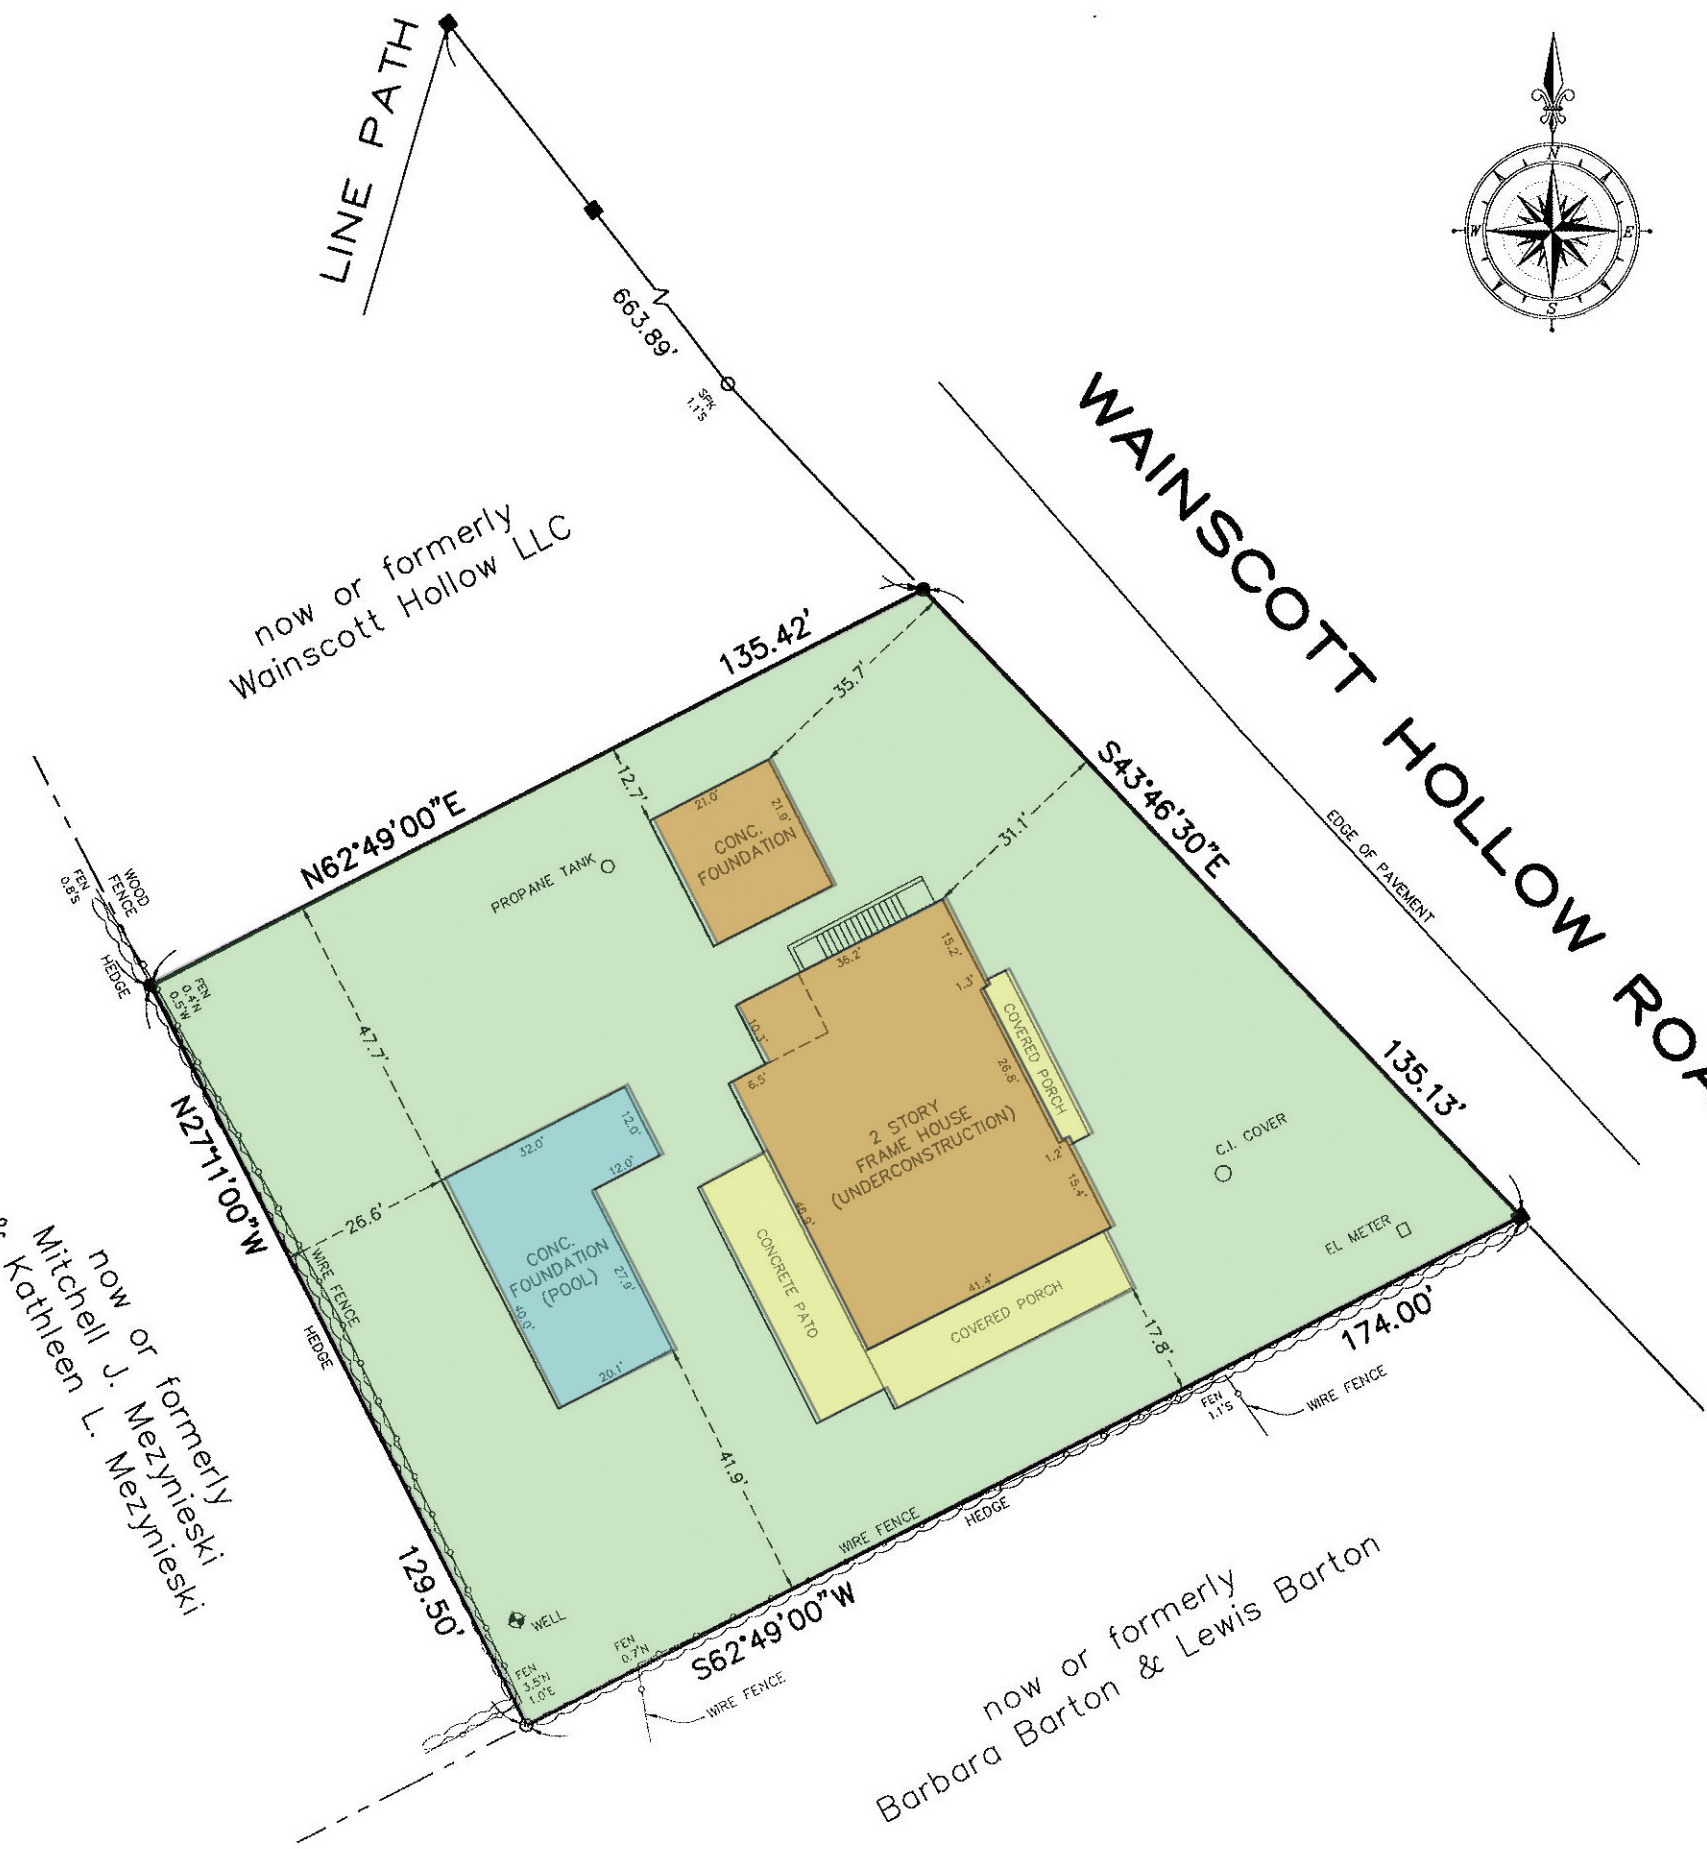 LINE PATH
N
W
E
S
663.89'
SPK
1.1'S
WAINSCOTT HOLLOW ROA
now or formerly
Wainscott Hollow LLC
135.42'
N62°49'00"E
35.7'
12.7'
21.0'
21.9'
CONC.
FOUNDATION
PROPANE TANK
31.1'
S43°46'30"E
135.13'
EDGE OF PAVEMENT
FEN
0.8'S
WOOD
FENCE
HEDGE
FEN
0.4'N
0.5'W
47.7'
36.2'
15.2'
1.3'
10.3'
6.5'
COVERED PORCH
26.8'
2 STORY
FRAME HOUSE
(UNDERCONSTRUCTION)
1.2'
15.4'
46.9'
41.4'
COVERED PORCH
CONCRETE PATO
C.I. COVER
EL METER
N27°11'00"W
26.6'
32.0'
12.0'
12.0'
CONC.
FOUNDATION
(POOL)
27.9'
40.0'
20.1'
WIRE FENCE
HEDGE
now or formerly
Mitchell J. Mezynieski
& Kathleen L. Mezynieski
129.50'
41.9'
17.8'
174.00'
FEN
1.1'S
WIRE FENCE
WIRE FENCE
HEDGE
WELL
FEN
3.5'N
1.0'E
FEN
0.7'N
S62°49'00"W
WIRE FENCE
now or formerly
Barbara Barton & Lewis Barton